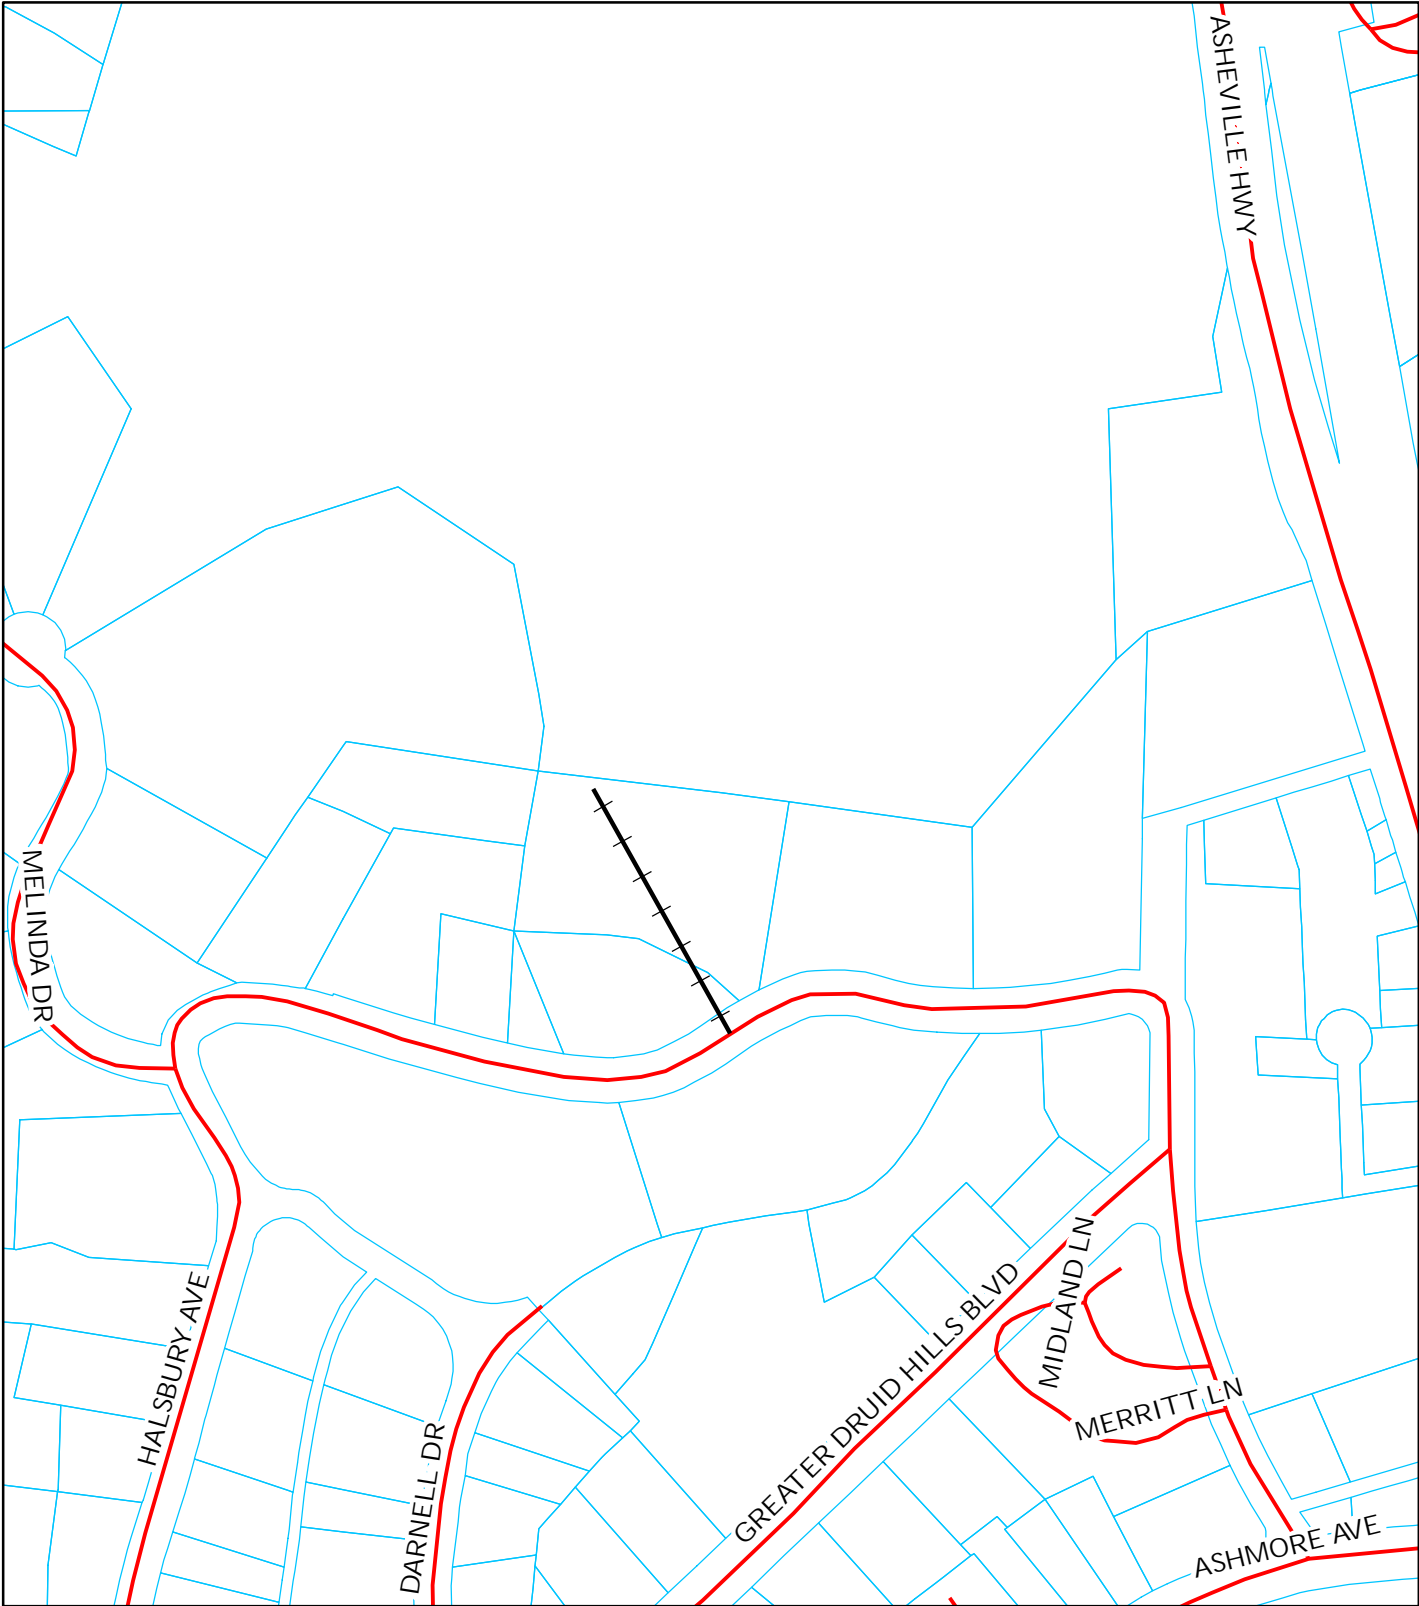 ASHEVILLE HWY
MELINDA DR
MIDLAND LN
GREATER DRUID HILLS BLVD
HALSBURY AVE
MERRITT LN
DARNELL DR
ASHMORE AVE